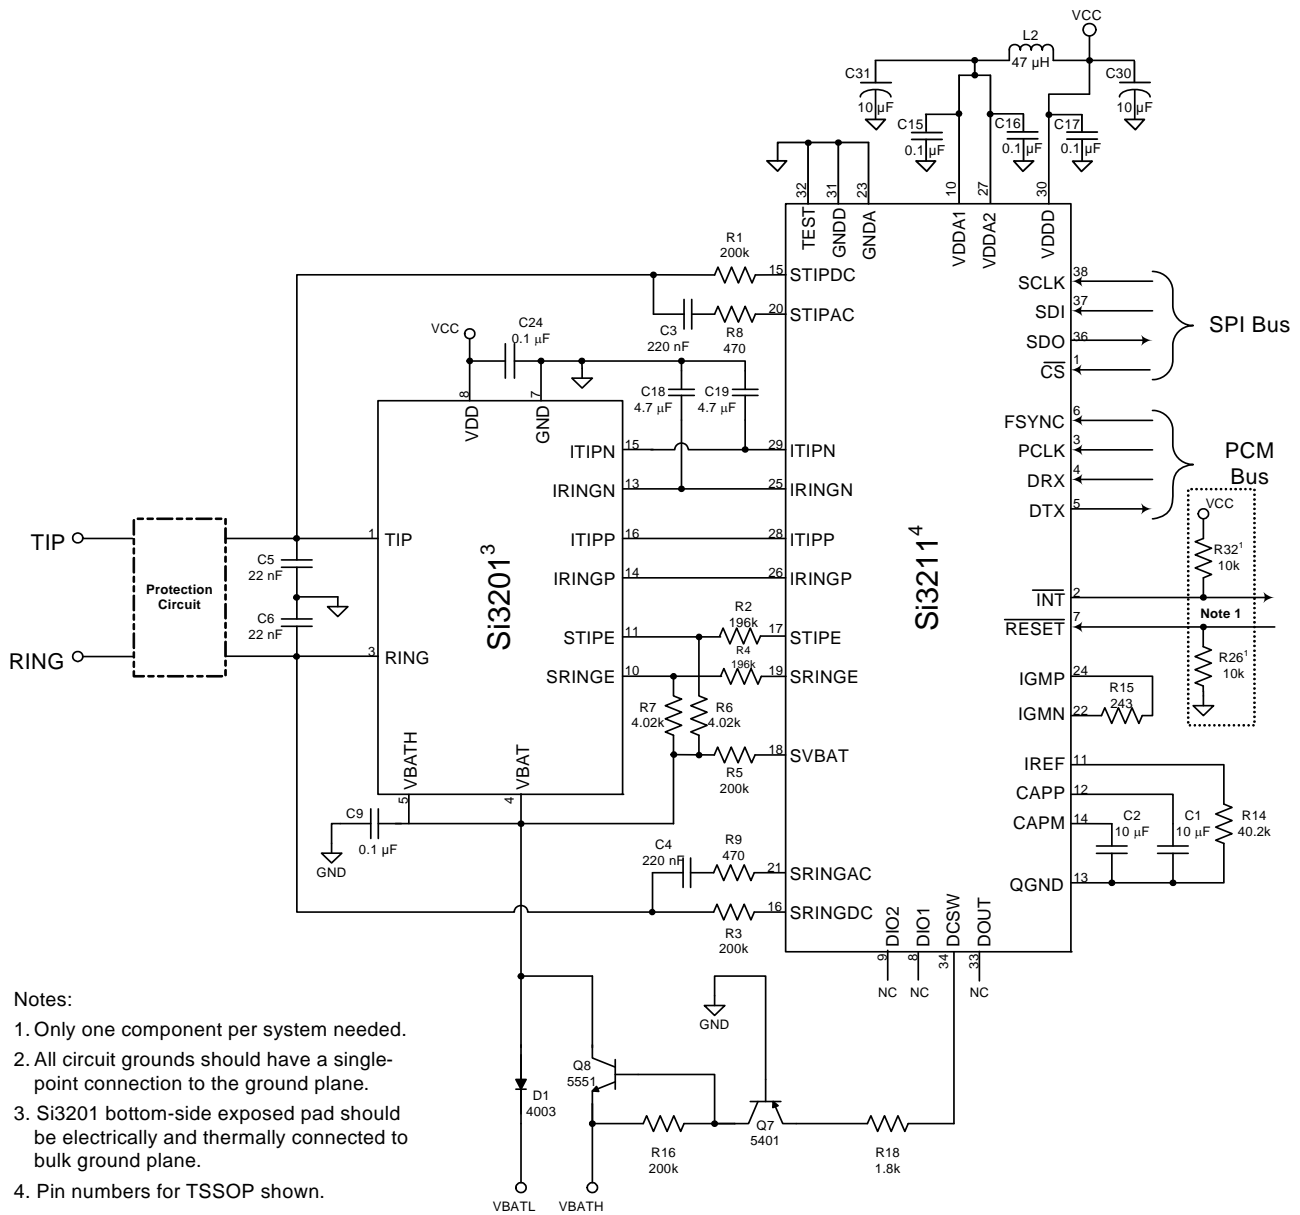 VCC
L2
47 µH
C31
10 µF
C30
10 µF
C15
0.1 µF
C16
0.1 µF
C17
0.1 µF
32
31
23
10
27
30
TEST
GNDD
GNDA
VDDA1
VDDA2
VDDD
R1
200k
15
STIPDC
C3
220 nF
R8
470
20
STIPAC
38
SCLK
37
SDI
36
SDO
1
CS
SPI Bus
VCC
C24
0.1 µF
8
VDD
7
GND
C18
4.7 µF
C19
4.7 µF
6
FSYNC
3
PCLK
4
DRX
5
DTX
PCM
Bus
ITIPN
15
29
ITIPN
IRINGN
13
25
IRINGN
ITIPP
16
28
ITIPP
IRINGP
14
26
IRINGP
STIPE
11
R2
196k
17
STIPE
SRINGE
10
R4
196k
19
SRINGE
R7
4.02k
R6
4.02k
R5
200k
18
SVBAT
Si3201³
Si3211⁴
TIP
RING
Protection
Circuit
C5
22 nF
C6
22 nF
1
TIP
3
RING
VCC
R32¹
10k
2
INT
Note 1
7
RESET
R26¹
10k
24
IGMP
R15
243
22
IGMN
11
IREF
12
CAPP
14
CAPM
13
QGND
C2
10 µF
C1
10 µF
R14
40.2k
VBATH
5
VBAT
4
C9
0.1 µF
GND
C4
220 nF
R9
470
21
SRINGAC
16
SRINGDC
R3
200k
DIO2
9
NC
DIO1
8
NC
DCSW
34
DOUT
33
NC
GND
Q8
5551
D1
4003
R16
200k
Q7
5401
R18
1.8k
VBATL
VBATH
Notes:
1. Only one component per system needed.
2. All circuit grounds should have a single-
point connection to the ground plane.
3. Si3201 bottom-side exposed pad should
be electrically and thermally connected to
bulk ground plane.
4. Pin numbers for TSSOP shown.